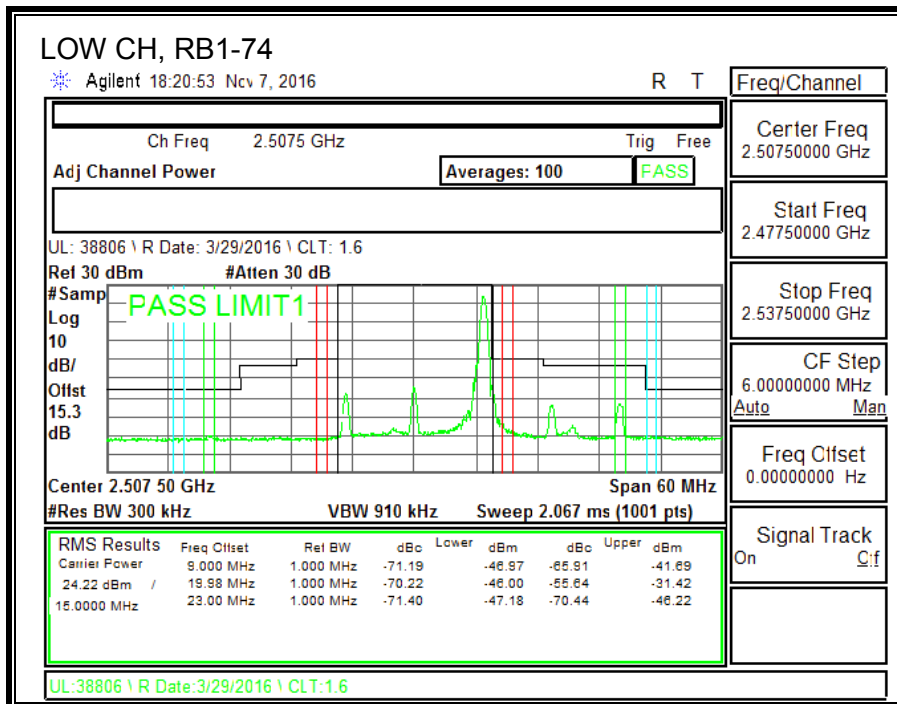 LOW CH, RB1-74
Agilent 18:20:53 Nov 7, 2016 R T
Freq/Channel
Ch Freq 2.5075 GHz Trig Free
Adj Channel Power Averages: 100 PASS
Center Freq
2.50750000 GHz
Start Freq
2.47750000 GHz
Stop Freq
2.53750000 GHz
CF Step
6.00000000 MHz
Auto Man
Freq Offset
0.00000000 Hz
Signal Track
On Off
UL: 38806 \ R Date: 3/29/2016 \ CLT: 1.6
Ref 30 dBm #Atten 30 dB
#Samp
Log
10
dB/
Offst
15.3
dB
PASS LIMIT1
Center 2.507 50 GHz Span 60 MHz
#Res BW 300 kHz VBW 910 kHz Sweep 2.067 ms (1001 pts)
RMS Results Freq Offset Ref BW dBc Lower dBm dBc Upper dBm
Carrier Power 9.000 MHz 1.000 MHz -71.19 -46.97 -65.91 -41.69
24.22 dBm / 19.98 MHz 1.000 MHz -70.22 -46.00 -55.64 -31.42
15.0000 MHz 23.00 MHz 1.000 MHz -71.40 -47.18 -70.44 -46.22
UL:38806 \ R Date:3/29/2016 \ CLT:1.6